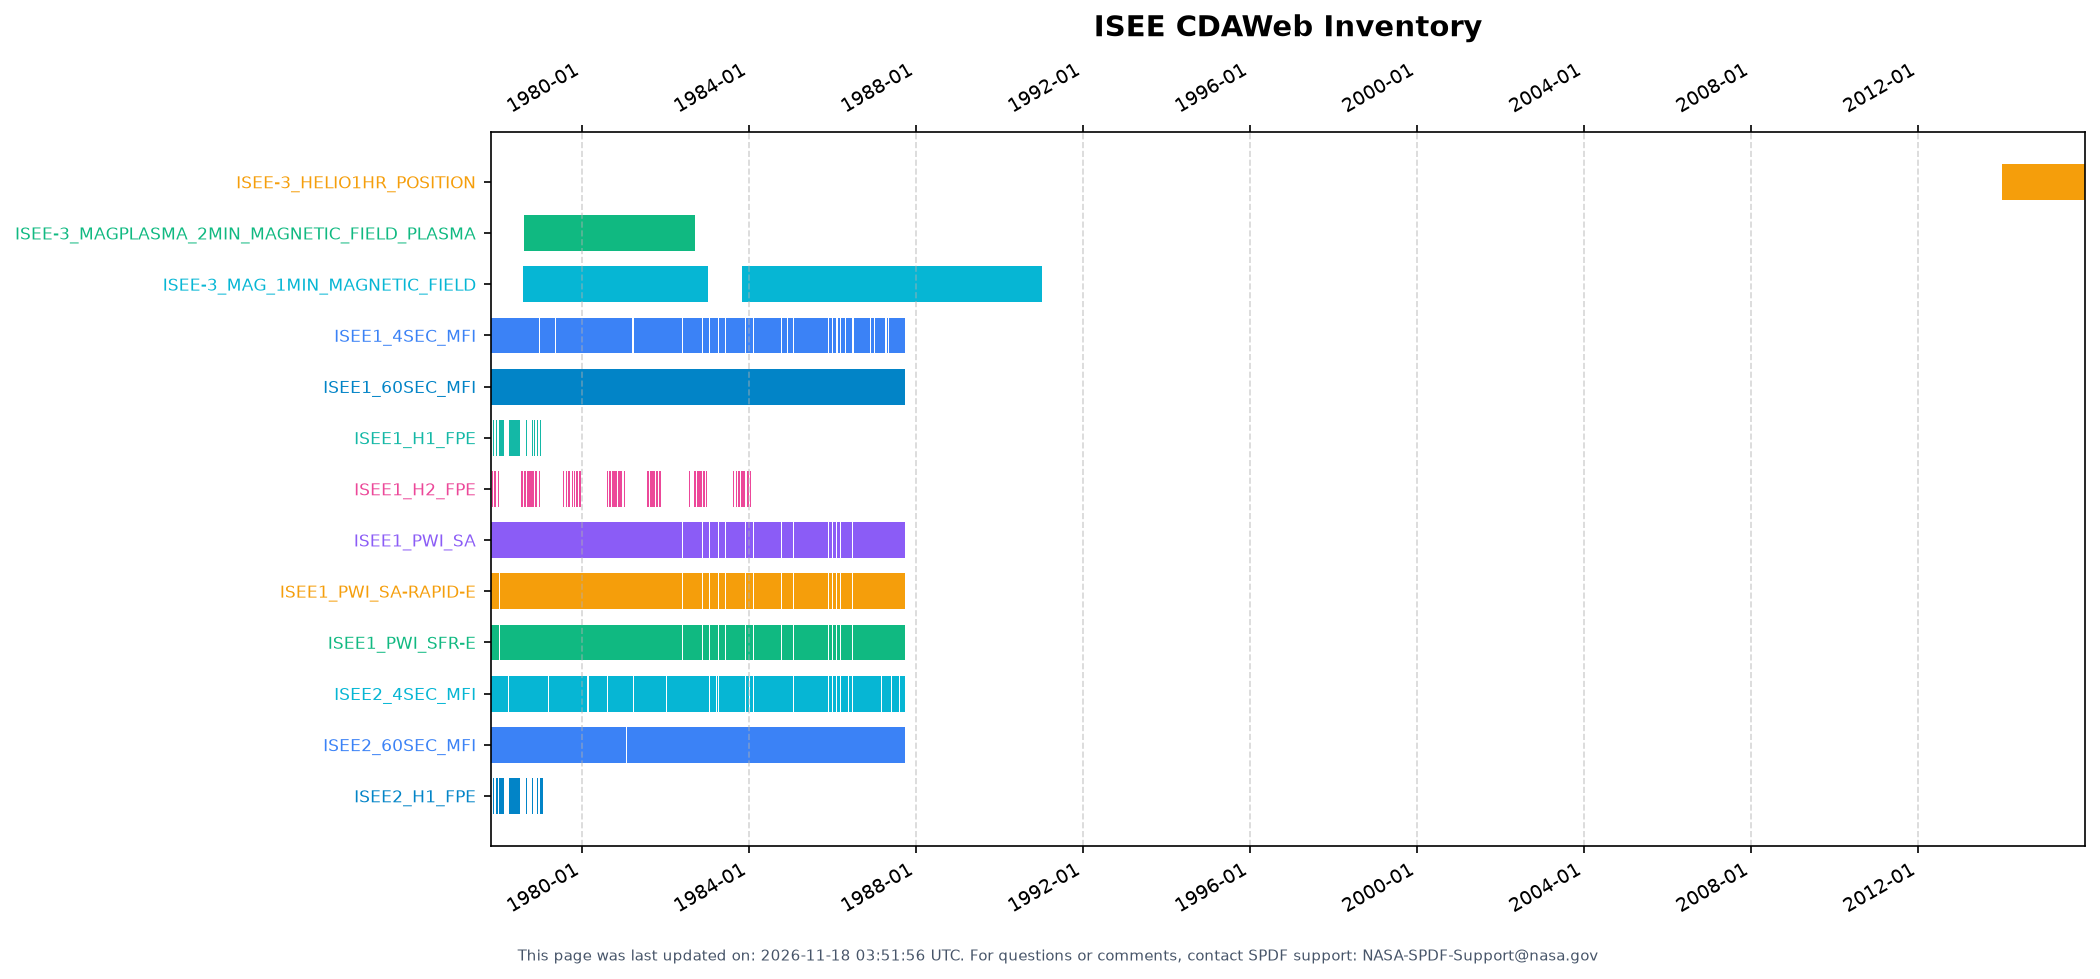 ISEE CDAWeb Inventory
1980-01
1984-01
1988-01
1992-01
1996-01
2000-01
2004-01
2008-01
2012-01
ISEE-3_HELIO1HR_POSITION
ISEE-3_MAGPLASMA_2MIN_MAGNETIC_FIELD_PLASMA
ISEE-3_MAG_1MIN_MAGNETIC_FIELD
ISEE1_4SEC_MFI
ISEE1_60SEC_MFI
ISEE1_H1_FPE
ISEE1_H2_FPE
ISEE1_PWI_SA
ISEE1_PWI_SA-RAPID-E
ISEE1_PWI_SFR-E
ISEE2_4SEC_MFI
ISEE2_60SEC_MFI
ISEE2_H1_FPE
1980-01
1984-01
1988-01
1992-01
1996-01
2000-01
2004-01
2008-01
2012-01
This page was last updated on: 2026-11-18 03:51:56 UTC. For questions or comments, contact SPDF support: NASA-SPDF-Support@nasa.gov